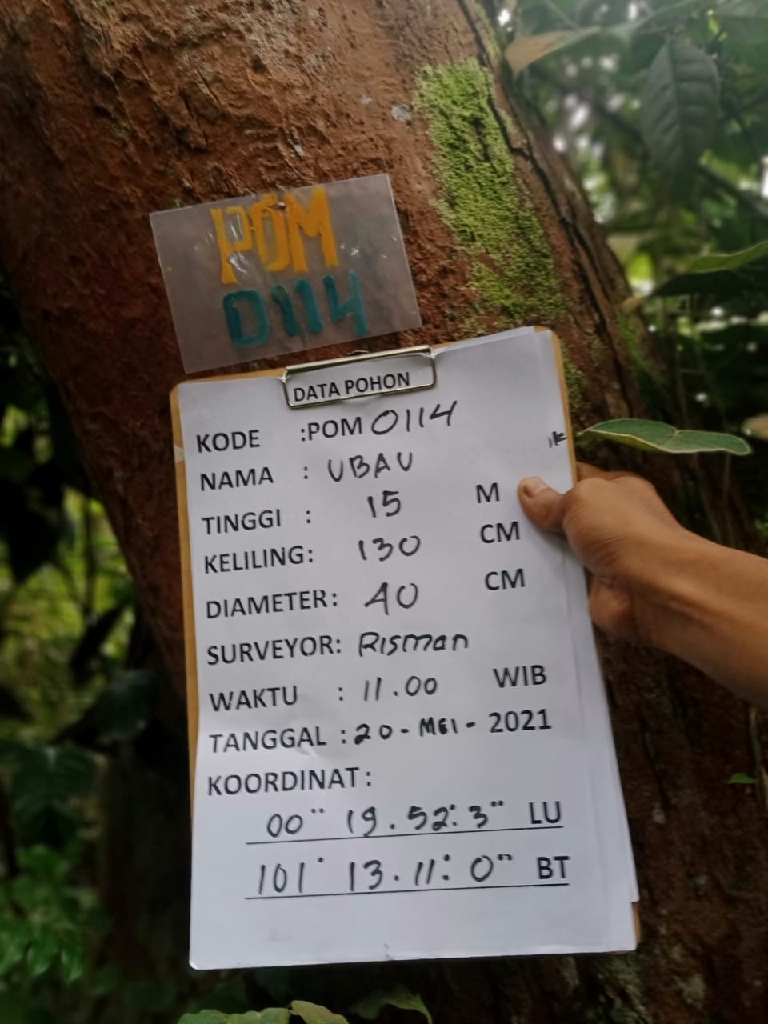 POM
0114
DATA POHON
KODE :POM 0114
NAMA : UBAU
TINGGI : 15 M
KELILING: 130 CM
DIAMETER: 40 CM
SURVEYOR: Risman
WAKTU : 11.00 WIB
TANGGAL : 20 - MEI - 2021
KOORDINAT :
00" 19. 52: 3" LU
101° 13. 11: 0" BT